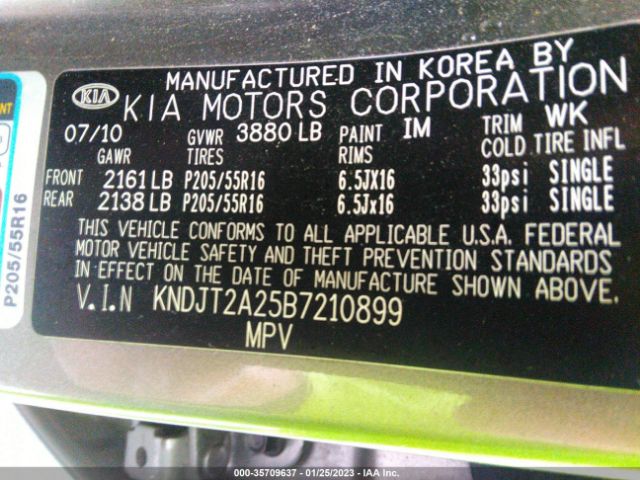 MANUFACTURED IN KOREA BY
KIA KIA MOTORS CORPORATION
07/10 GVWR 3880 LB PAINT IM TRIM WK
GAWR TIRES RIMS COLD TIRE INFL
FRONT 2161 LB P205/55R16 6.5JX16 33psi SINGLE
REAR 2138 LB P205/55R16 6.5Jx16 33psi SINGLE
THIS VEHICLE CONFORMS TO ALL APPLICABLE U.S.A. FEDERAL
MOTOR VEHICLE SAFETY AND THEFT PREVENTION STANDARDS
IN EFFECT ON THE DATE OF MANUFACTURE SHOWN ABOVE.
V.I.N KNDJT2A25B7210899
MPV
P205/55R16
000-35709637 - 01/25/2023 - IAA Inc.